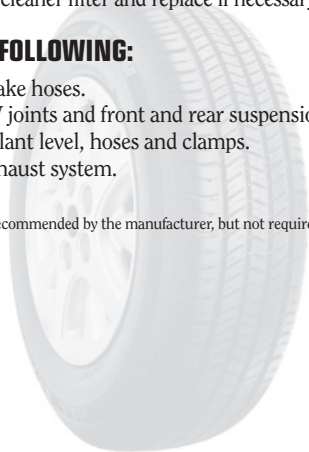 cleaner filter and replace if necessary
FOLLOWING:
ake hoses.
joints and front and rear suspensio
lant level, hoses and clamps.
haust system.
ecommended by the manufacturer, but not require